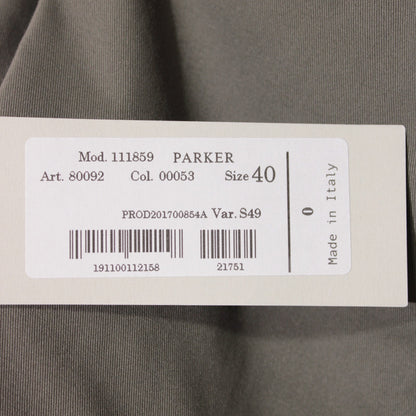 Mod. 111859 PARKER
Art. 80092 Col. 00053 Size 40
PROD201700854A Var. S49
191100112158 21751
0
Made in Italy